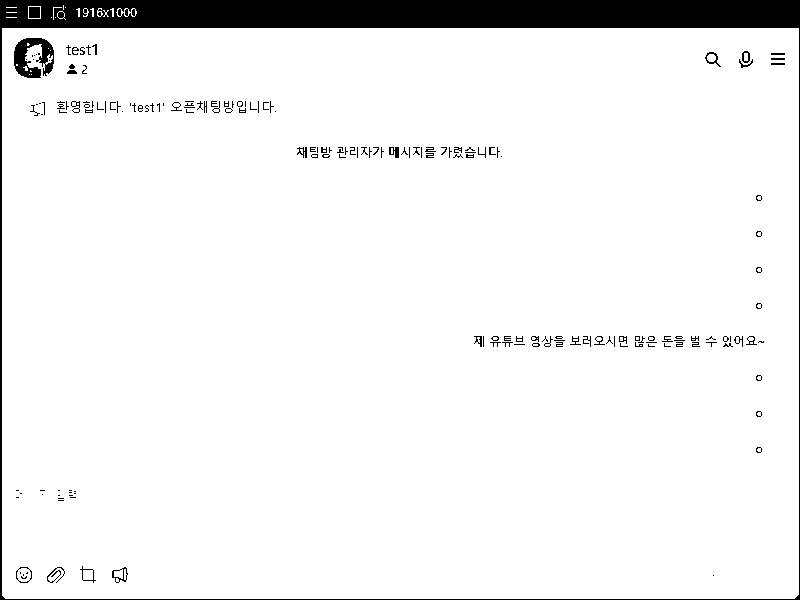 1916x1000
test1
2
환영합니다. 'test1' 오픈채팅방입니다.
채팅방 관리자가 메시지를 가렸습니다.
ㅇ
ㅇ
ㅇ
ㅇ
제 유튜브 영상을 보러오시면 많은 돈을 벌 수 있어요~
ㅇ
ㅇ
ㅇ